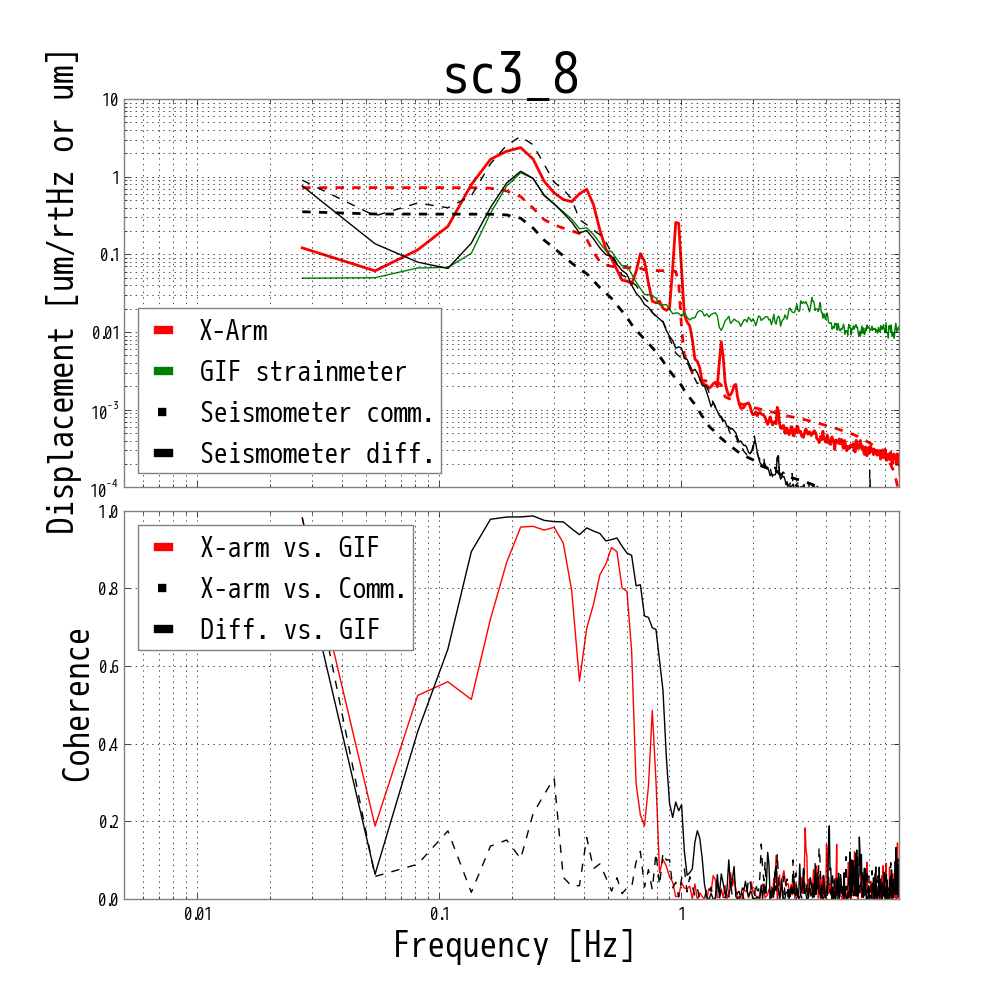 sc3_8
Displacement [um/rtHz or um]
10
1
0.1
0.01
10^-3
10^-4
X-Arm
GIF strainmeter
Seismometer comm.
Seismometer diff.
Coherence
1.0
0.8
0.6
0.4
0.2
0.0
X-arm vs. GIF
X-arm vs. Comm.
Diff. vs. GIF
0.01
0.1
1
Frequency [Hz]